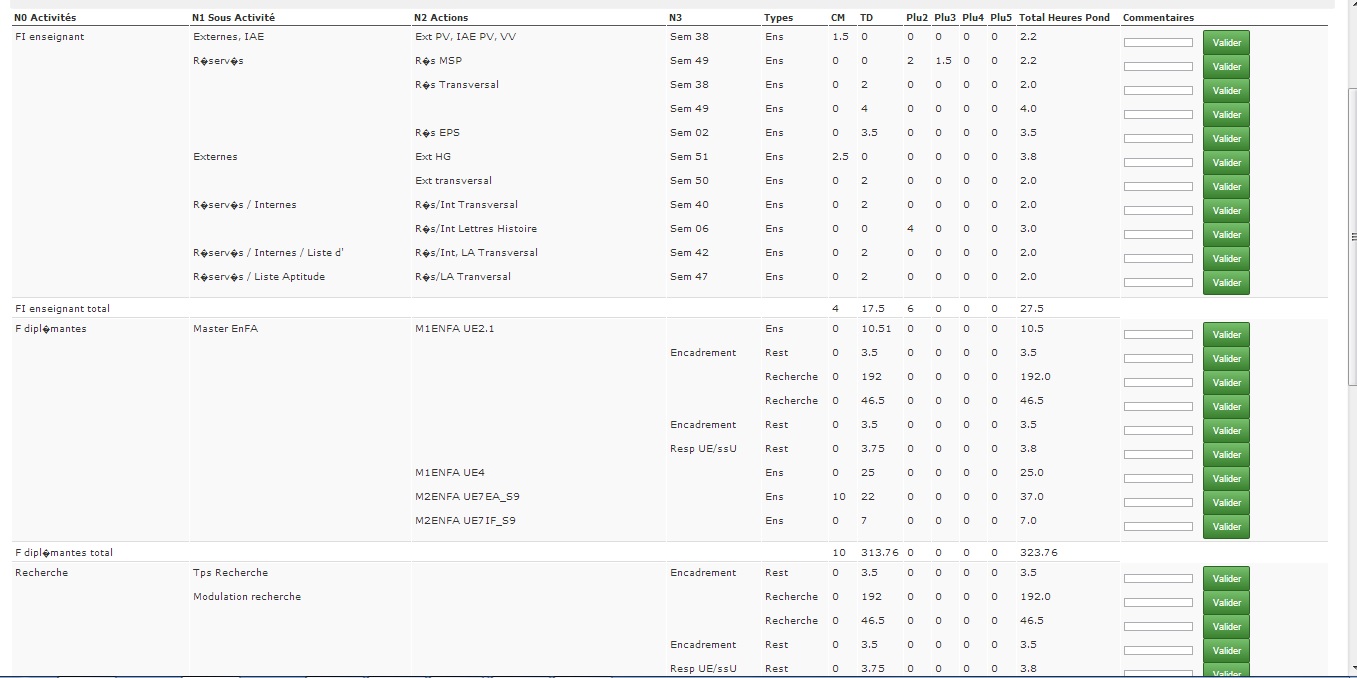 N0 Activités N1 Sous Activité N2 Actions N3 Types CM TD Plu2 Plu3 Plu4 Plu5 Total Heures Pond Commentaires
FI enseignant Externes, IAE Ext PV, IAE PV, VV Sem 38 Ens 1.5 0 0 0 0 0 2.2 Valider
R�serv�s R�s MSP Sem 49 Ens 0 0 2 1.5 0 0 2.2 Valider
R�s Transversal Sem 38 Ens 0 2 0 0 0 0 2.0 Valider
Sem 49 Ens 0 4 0 0 0 0 4.0 Valider
R�s EPS Sem 02 Ens 0 3.5 0 0 0 0 3.5 Valider
Externes Ext HG Sem 51 Ens 2.5 0 0 0 0 0 3.8 Valider
Ext transversal Sem 50 Ens 0 2 0 0 0 0 2.0 Valider
R�serv�s / Internes R�s/Int Transversal Sem 40 Ens 0 2 0 0 0 0 2.0 Valider
R�s/Int Lettres Histoire Sem 06 Ens 0 0 4 0 0 0 3.0 Valider
R�serv�s / Internes / Liste d' R�s/Int, LA Transversal Sem 42 Ens 0 2 0 0 0 0 2.0 Valider
R�serv�s / Liste Aptitude R�s/LA Tranversal Sem 47 Ens 0 2 0 0 0 0 2.0 Valider
FI enseignant total 4 17.5 6 0 0 0 27.5
F dipl�mantes Master EnFA M1ENFA UE2.1 Ens 0 10.51 0 0 0 0 10.5 Valider
Encadrement Rest 0 3.5 0 0 0 0 3.5 Valider
Recherche 0 192 0 0 0 0 192.0 Valider
Recherche 0 46.5 0 0 0 0 46.5 Valider
Encadrement Rest 0 3.5 0 0 0 0 3.5 Valider
Resp UE/ssU Rest 0 3.75 0 0 0 0 3.8 Valider
M1ENFA UE4 Ens 0 25 0 0 0 0 25.0 Valider
M2ENFA UE7EA_S9 Ens 10 22 0 0 0 0 37.0 Valider
M2ENFA UE7IF_S9 Ens 0 7 0 0 0 0 7.0 Valider
F dipl�mantes total 10 313.76 0 0 0 0 323.76
Recherche Tps Recherche Encadrement Rest 0 3.5 0 0 0 0 3.5 Valider
Modulation recherche Recherche 0 192 0 0 0 0 192.0 Valider
Recherche 0 46.5 0 0 0 0 46.5 Valider
Encadrement Rest 0 3.5 0 0 0 0 3.5 Valider
Resp UE/ssU Rest 0 3.75 0 0 0 0 3.8 Valider